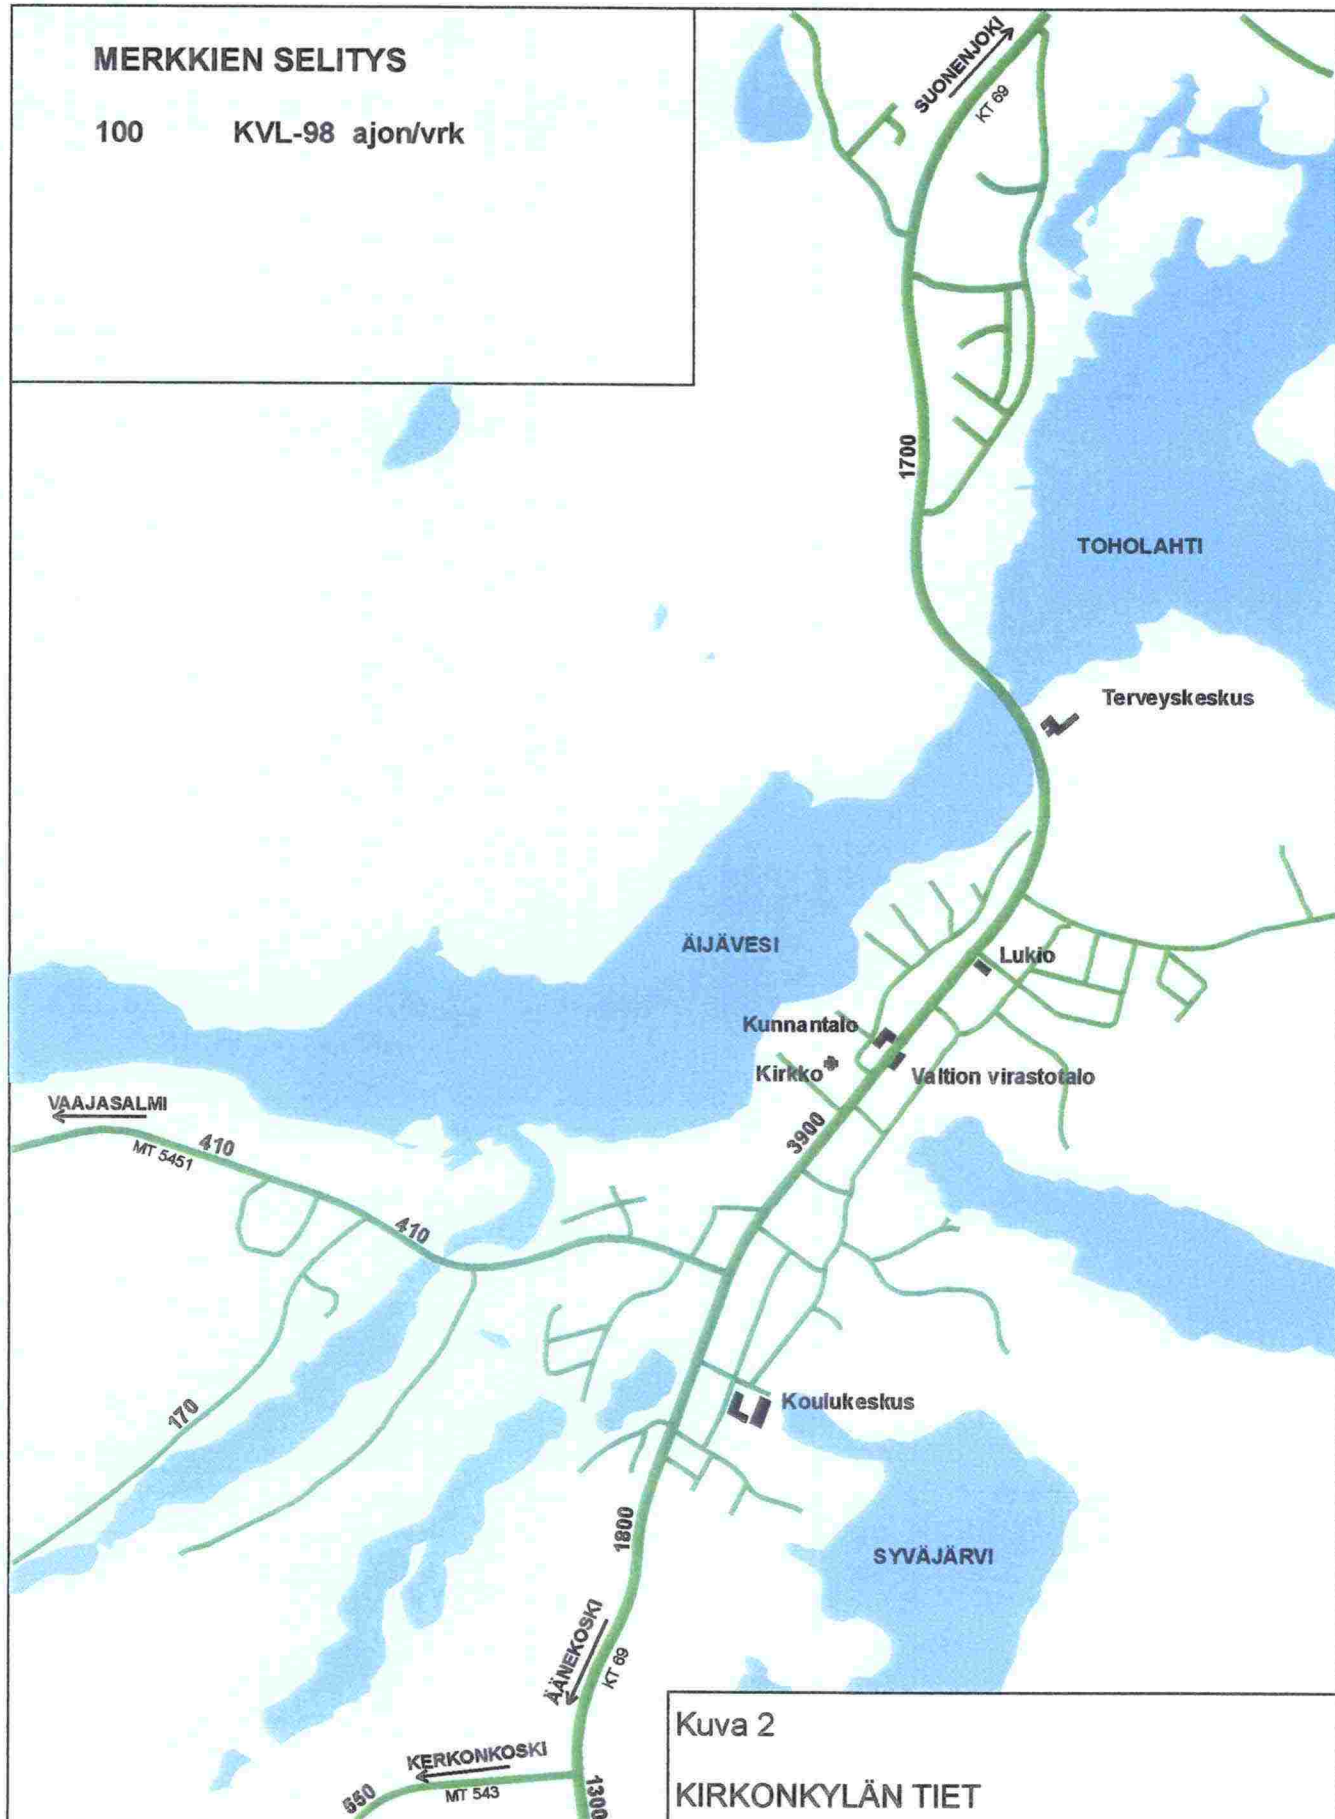 MERKKIEN SELITYS
100 KVL-98 ajon/vrk
SUONENJOKI
KT 69
1700
TOHOLAHTI
Terveyskeskus
ÄIJÄVESI
Lukio
Kunnantalo
Kirkko
Valtion virastotalo
3900
VAAJASALMI
MT 5451
410
410
170
Koulukeskus
1800
SYVÄJÄRVI
ÄÄNEKOSKI
KT 69
KERKONKOSKI
MT 543
550
1300
Kuva 2
KIRKONKYLÄN TIET